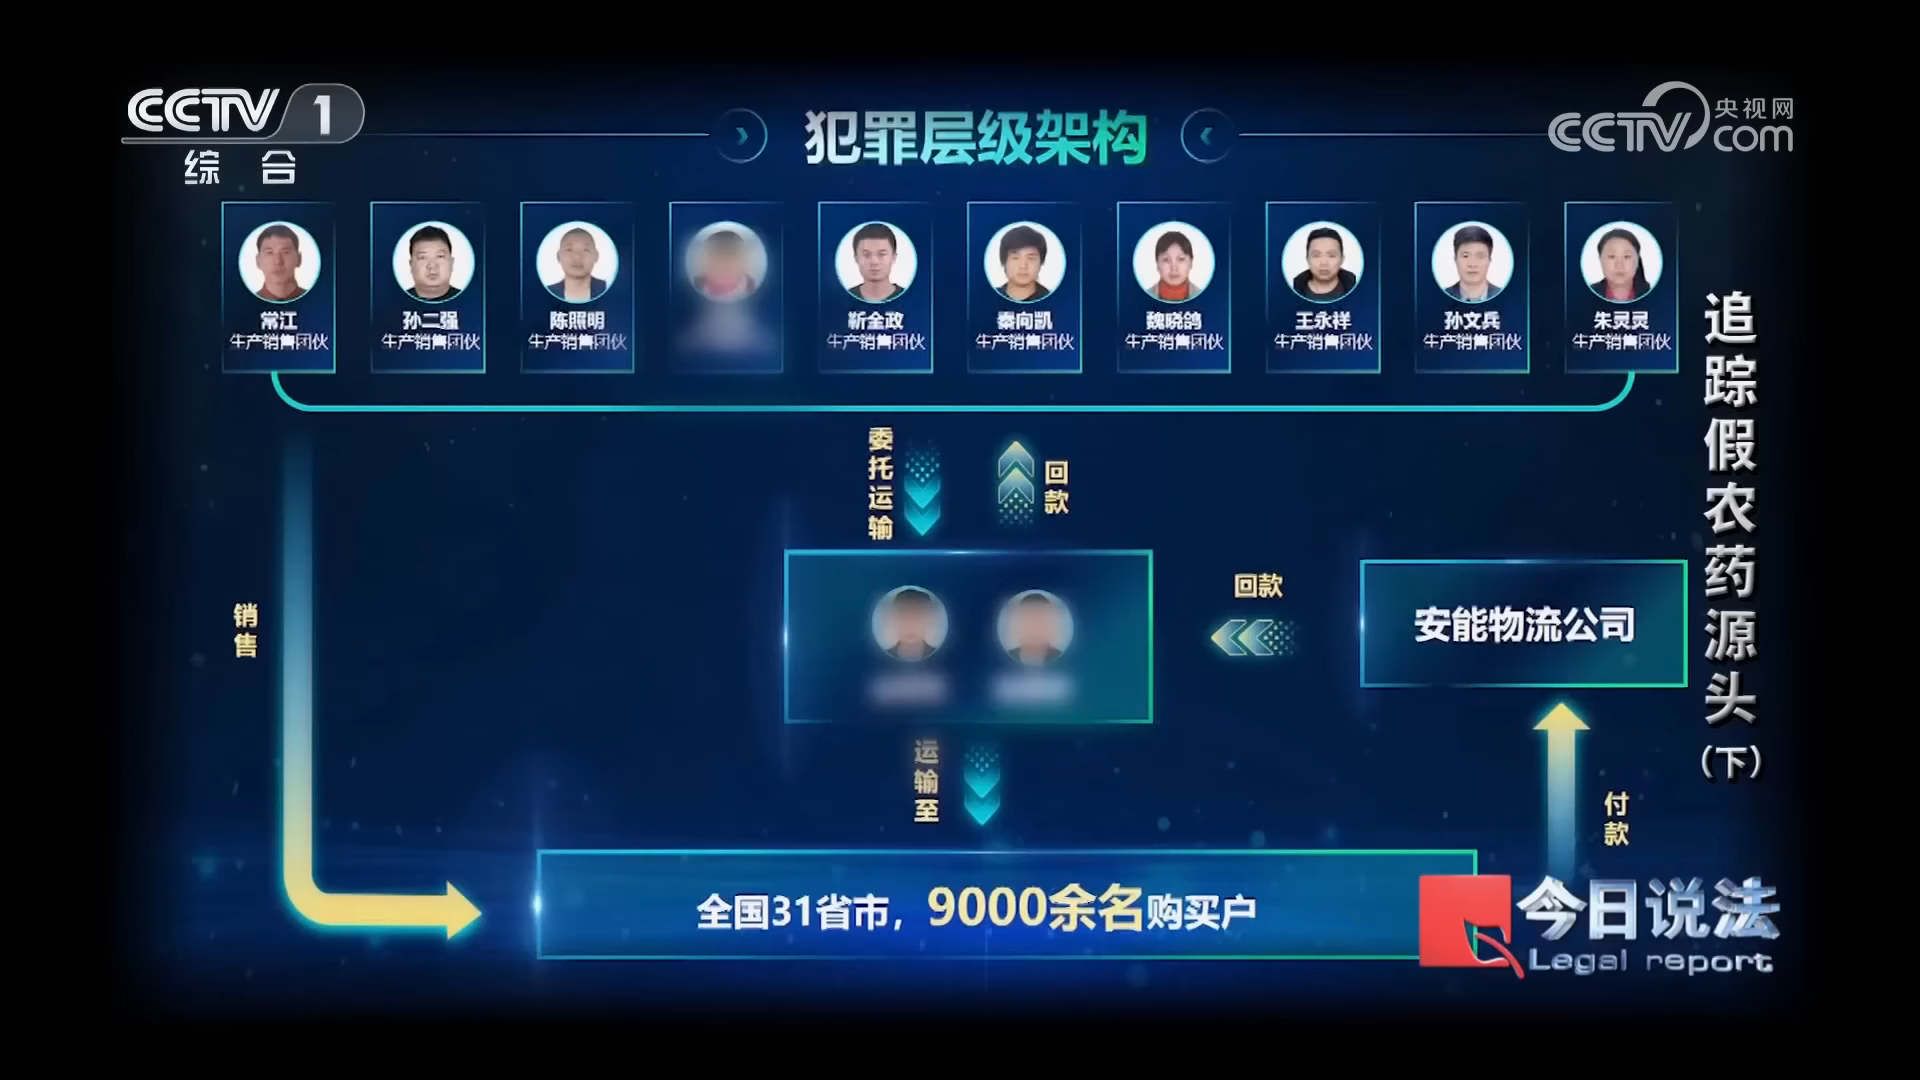 CCTV 1
综 合
犯罪层级架构
央视网
CCTV com
常江
生产销售团伙
孙二强
生产销售团伙
陈照明
生产销售团伙
靳全政
生产销售团伙
秦向凯
生产销售团伙
魏晓鸽
生产销售团伙
王永祥
生产销售团伙
孙文兵
生产销售团伙
朱灵灵
生产销售团伙
追踪假农药源头(下)
委托运输
回款
销售
回款
安能物流公司
运输至
付款
全国31省市，9000余名购买户
今日说法
Legal report